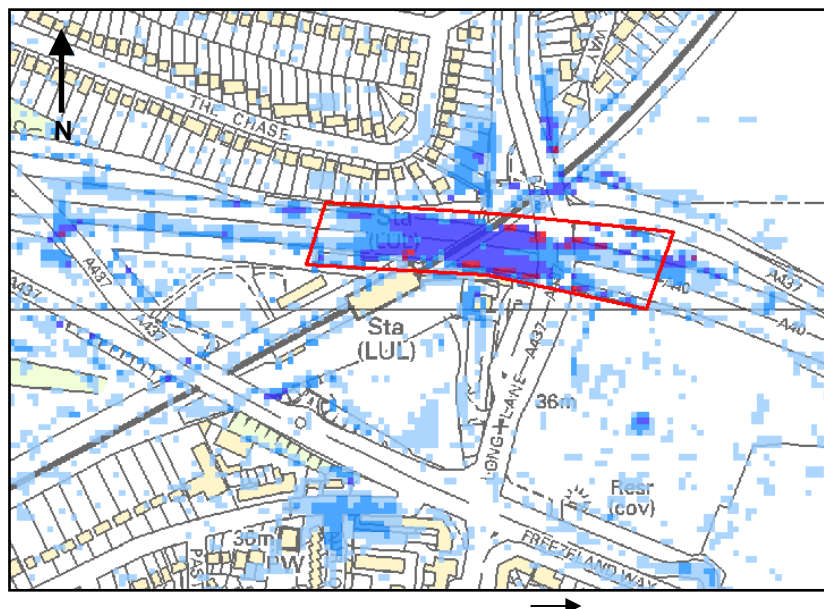 WAY
THE CHASE
N
Sta
(LUL)
A437
A437
A437
A437
A40
A40
A437
Sta
(LUL)
LONG LANE
36m
Resr
(cov)
36m
PW
FREEZELAND WAY
PAS